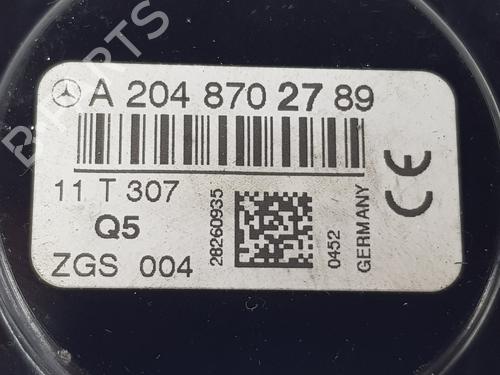 A 204 870 27 89
11 T 307
Q5
ZGS 004
28260935
0452
GERMANY
CE